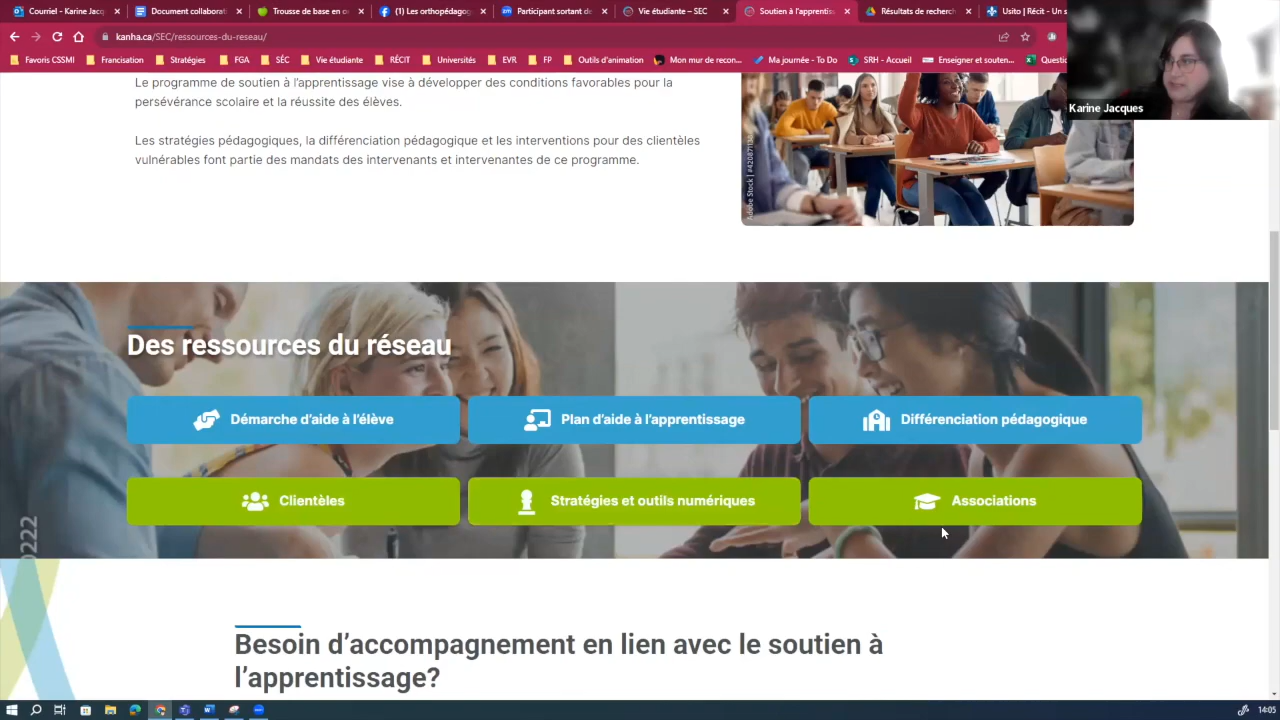 Courriel - Karine Jacq
Document collaborati
Trousse de base en o
(1) Les orthopédagog
Participant sortant de
Vie étudiante – SEC
Soutien à l'apprentis
Résultats de recherch
Usito | Récit - Un s
kanha.ca/SEC/ressources-du-reseau/
Favoris CSSMI
Francisation
Stratégies
FGA
SÉC
Vie étudiante
RÉCIT
Universités
EVR
FP
Outils d'animation
Mon mur de recon...
Ma journée - To Do
SRH - Accueil
Enseigner et souten...
Questio
Karine Jacques
Le programme de soutien à l'apprentissage vise à développer des conditions favorables pour la
persévérance scolaire et la réussite des élèves.
Les stratégies pédagogiques, la différenciation pédagogique et les interventions pour des clientèles
vulnérables font partie des mandats des intervenants et intervenantes de ce programme.
Des ressources du réseau
Démarche d'aide à l'élève
Plan d'aide à l'apprentissage
Différenciation pédagogique
Clientèles
Stratégies et outils numériques
Associations
Besoin d'accompagnement en lien avec le soutien à
l'apprentissage?
14:05